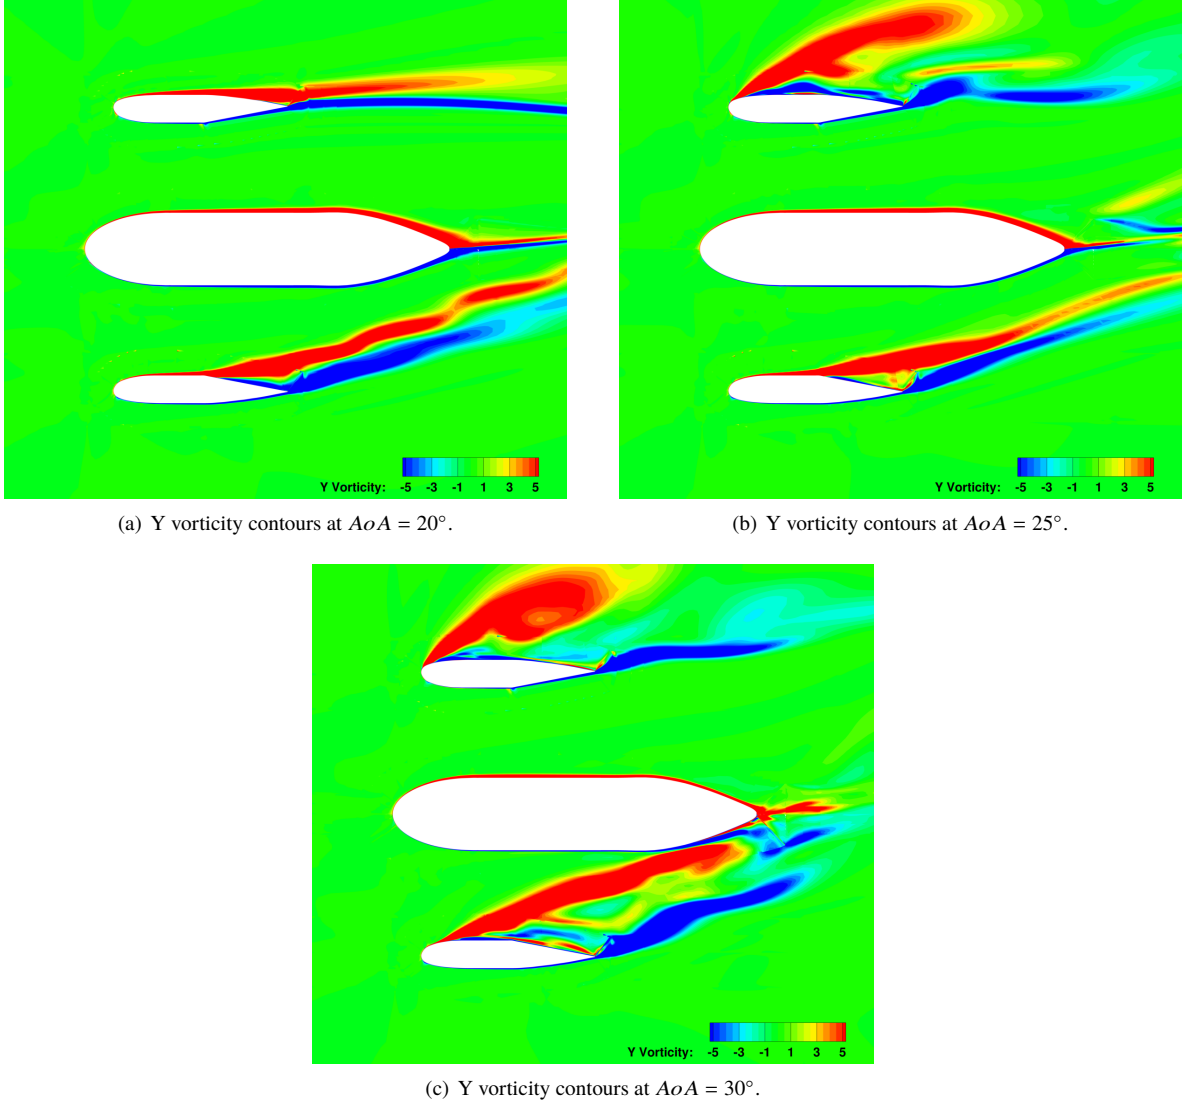 Y Vorticity: -5 -3 -1 1 3 5
Y Vorticity: -5 -3 -1 1 3 5
(a) Y vorticity contours at AoA = 20°.
(b) Y vorticity contours at AoA = 25°.
Y Vorticity: -5 -3 -1 1 3 5
(c) Y vorticity contours at AoA = 30°.